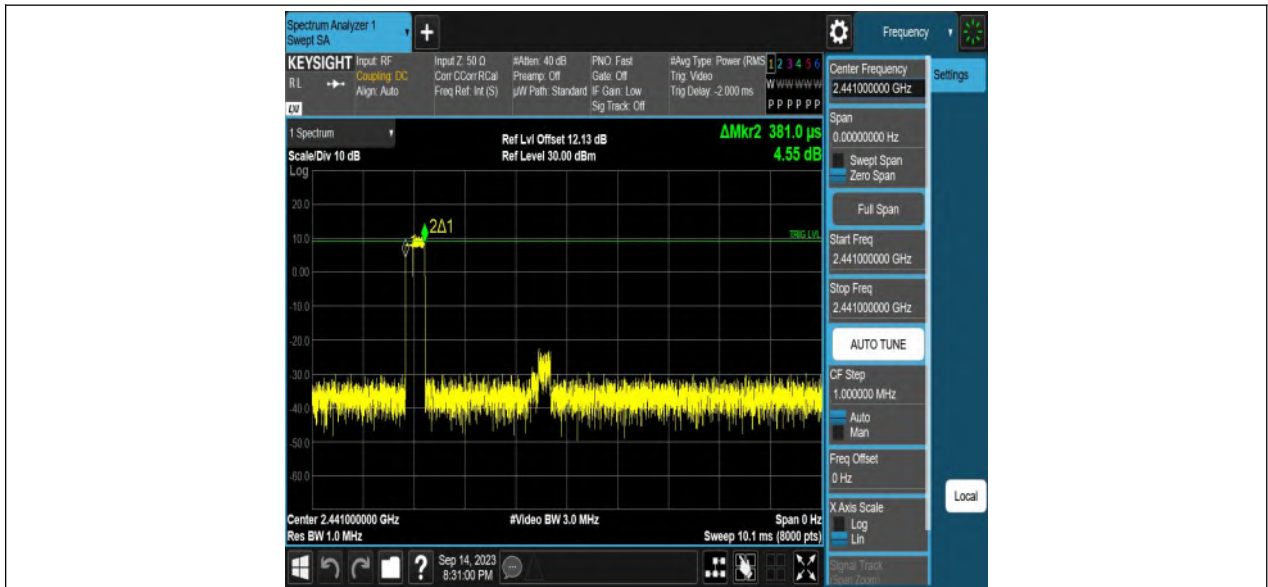 Spectrum Analyzer 1
Swept SA
+
Frequency
KEYSIGHT
RL
LXI
Input: RF
Coupling: DC
Align: Auto
Input Z: 50 Ω
Corr CCorr RCal
Freq Ref: Int (S)
#Atten: 40 dB
Preamp: Off
µW Path: Standard
PNO: Fast
Gate: Off
IF Gain: Low
Sig Track: Off
#Avg Type: Power (RMS
Trig: Video
Trig Delay: -2.000 ms
1 2 3 4 5 6
W W W W W W
P P P P P P
1 Spectrum
Scale/Div 10 dB
Log
Ref Lvl Offset 12.13 dB
Ref Level 30.00 dBm
ΔMkr2 381.0 µs
4.55 dB
20.0
10.0
0.00
-10.0
-20.0
-30.0
-40.0
-50.0
-60.0
2Δ1
TRIG LVL
Center 2.441000000 GHz
Res BW 1.0 MHz
#Video BW 3.0 MHz
Span 0 Hz
Sweep 10.1 ms (8000 pts)
Sep 14, 2023
8:31:00 PM
?
Center Frequency
2.441000000 GHz
Span
0.00000000 Hz
Swept Span
Zero Span
Full Span
Start Freq
2.441000000 GHz
Stop Freq
2.441000000 GHz
AUTO TUNE
CF Step
1.000000 MHz
Auto
Man
Freq Offset
0 Hz
X Axis Scale
Log
Lin
Signal Track
(Span Zoom)
Settings
Local